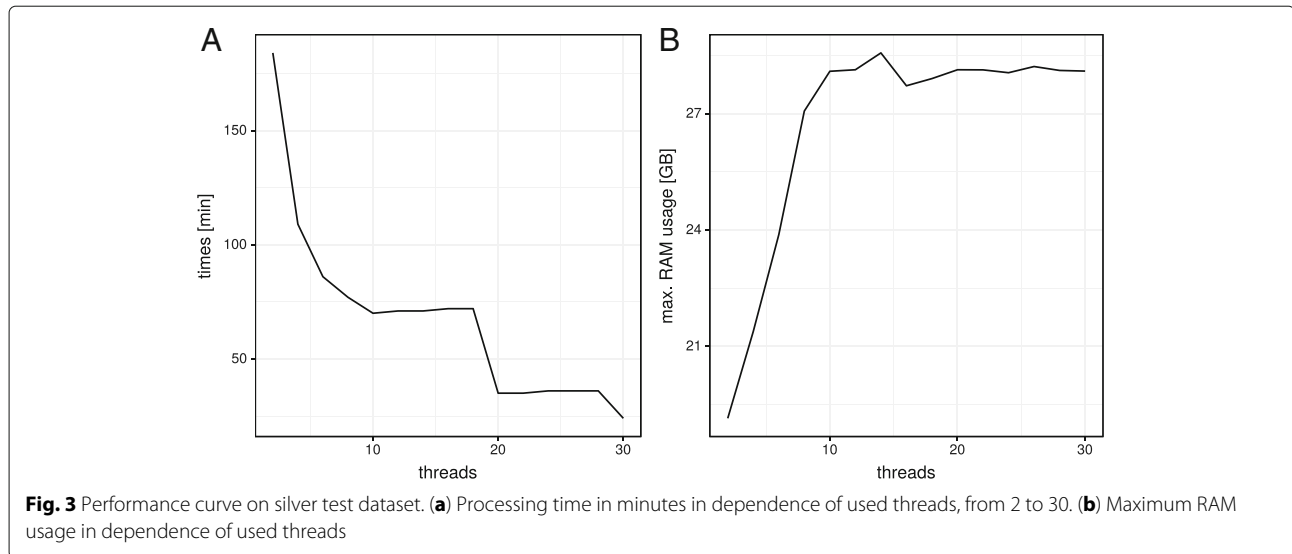 A
150
100
50
times [min]
10
20
30
threads
B
27
24
21
max. RAM usage [GB]
10
20
30
threads
Fig. 3 Performance curve on silver test dataset. (a) Processing time in minutes in dependence of used threads, from 2 to 30. (b) Maximum RAM
usage in dependence of used threads